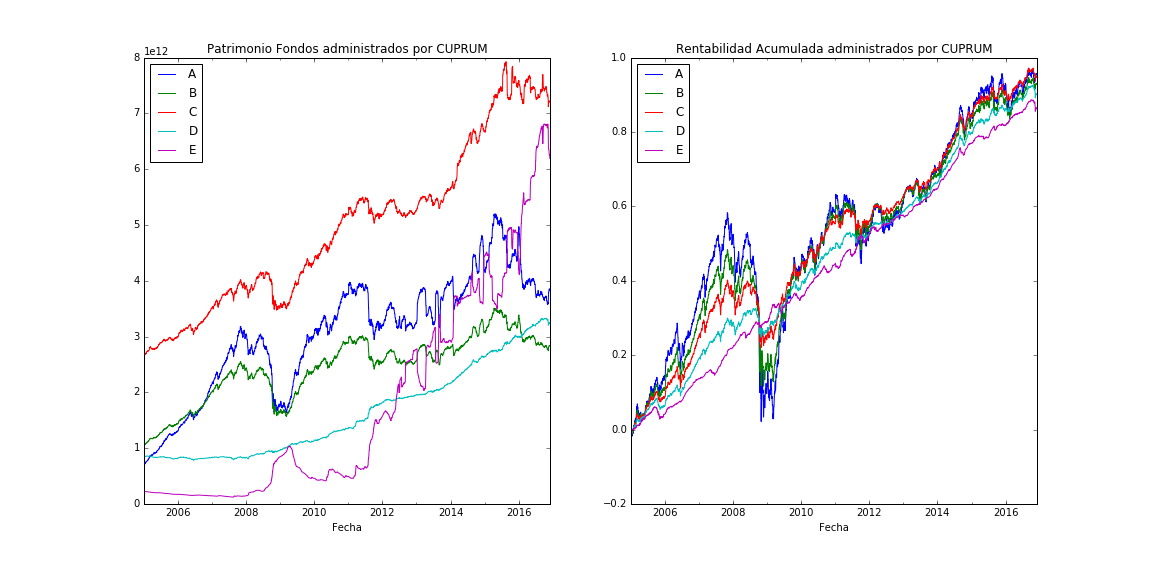 Patrimonio Fondos administrados por CUPRUM
1e12
8
7
6
5
4
3
2
1
0
A
B
C
D
E
2006
2008
2010
2012
2014
2016
Fecha
Rentabilidad Acumulada administrados por CUPRUM
1.0
0.8
0.6
0.4
0.2
0.0
−0.2
A
B
C
D
E
2006
2008
2010
2012
2014
2016
Fecha